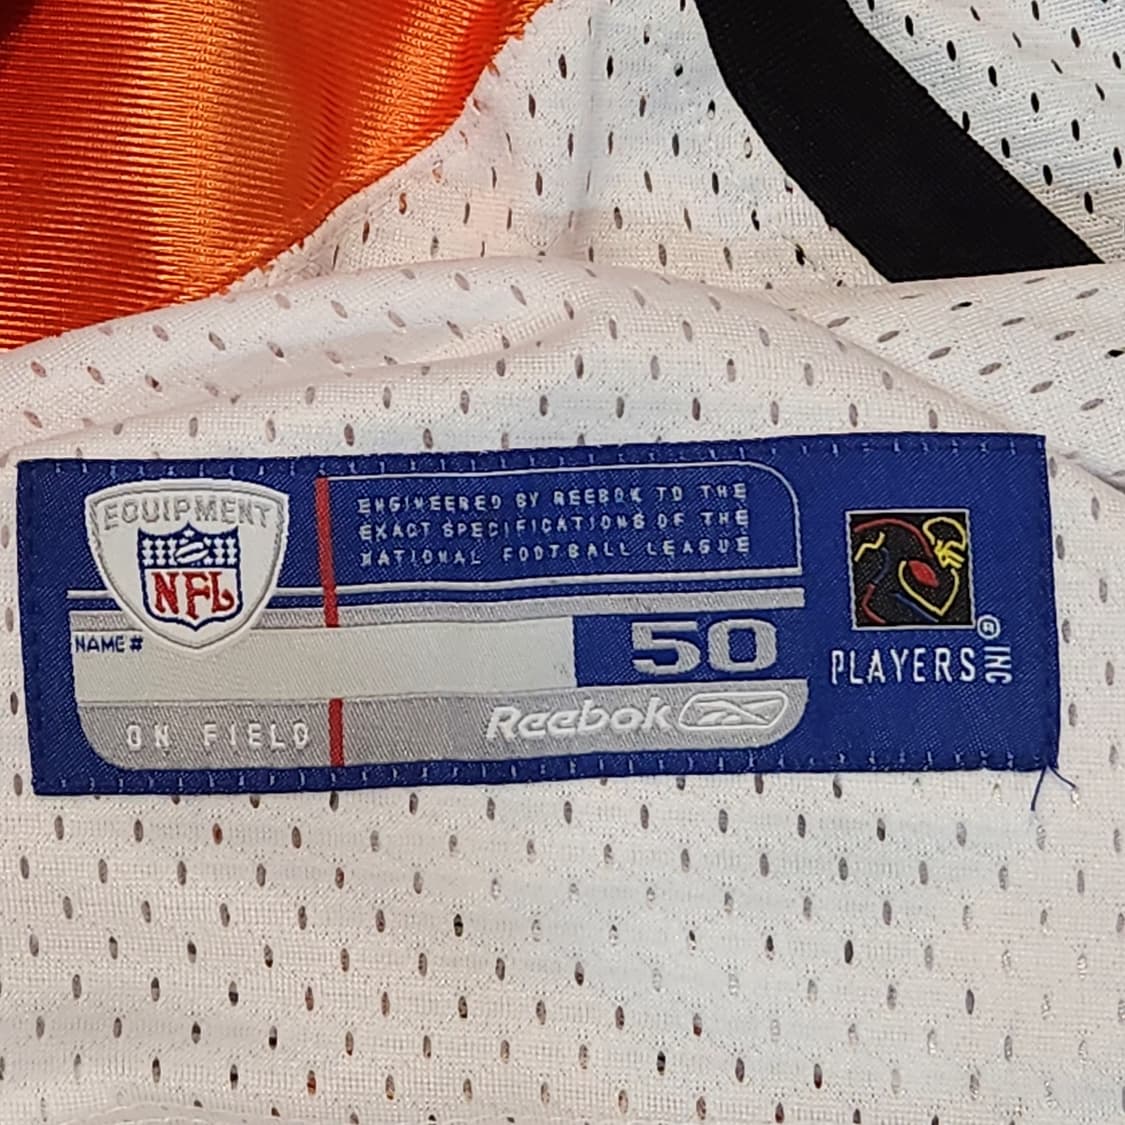 EQUIPMENT
NFL
ENGINEERED BY REEBOK TO THE
EXACT SPECIFICATIONS OF THE
NATIONAL FOOTBALL LEAGUE
NAME #
50
ON FIELD
Reebok
PLAYERS
INC
®